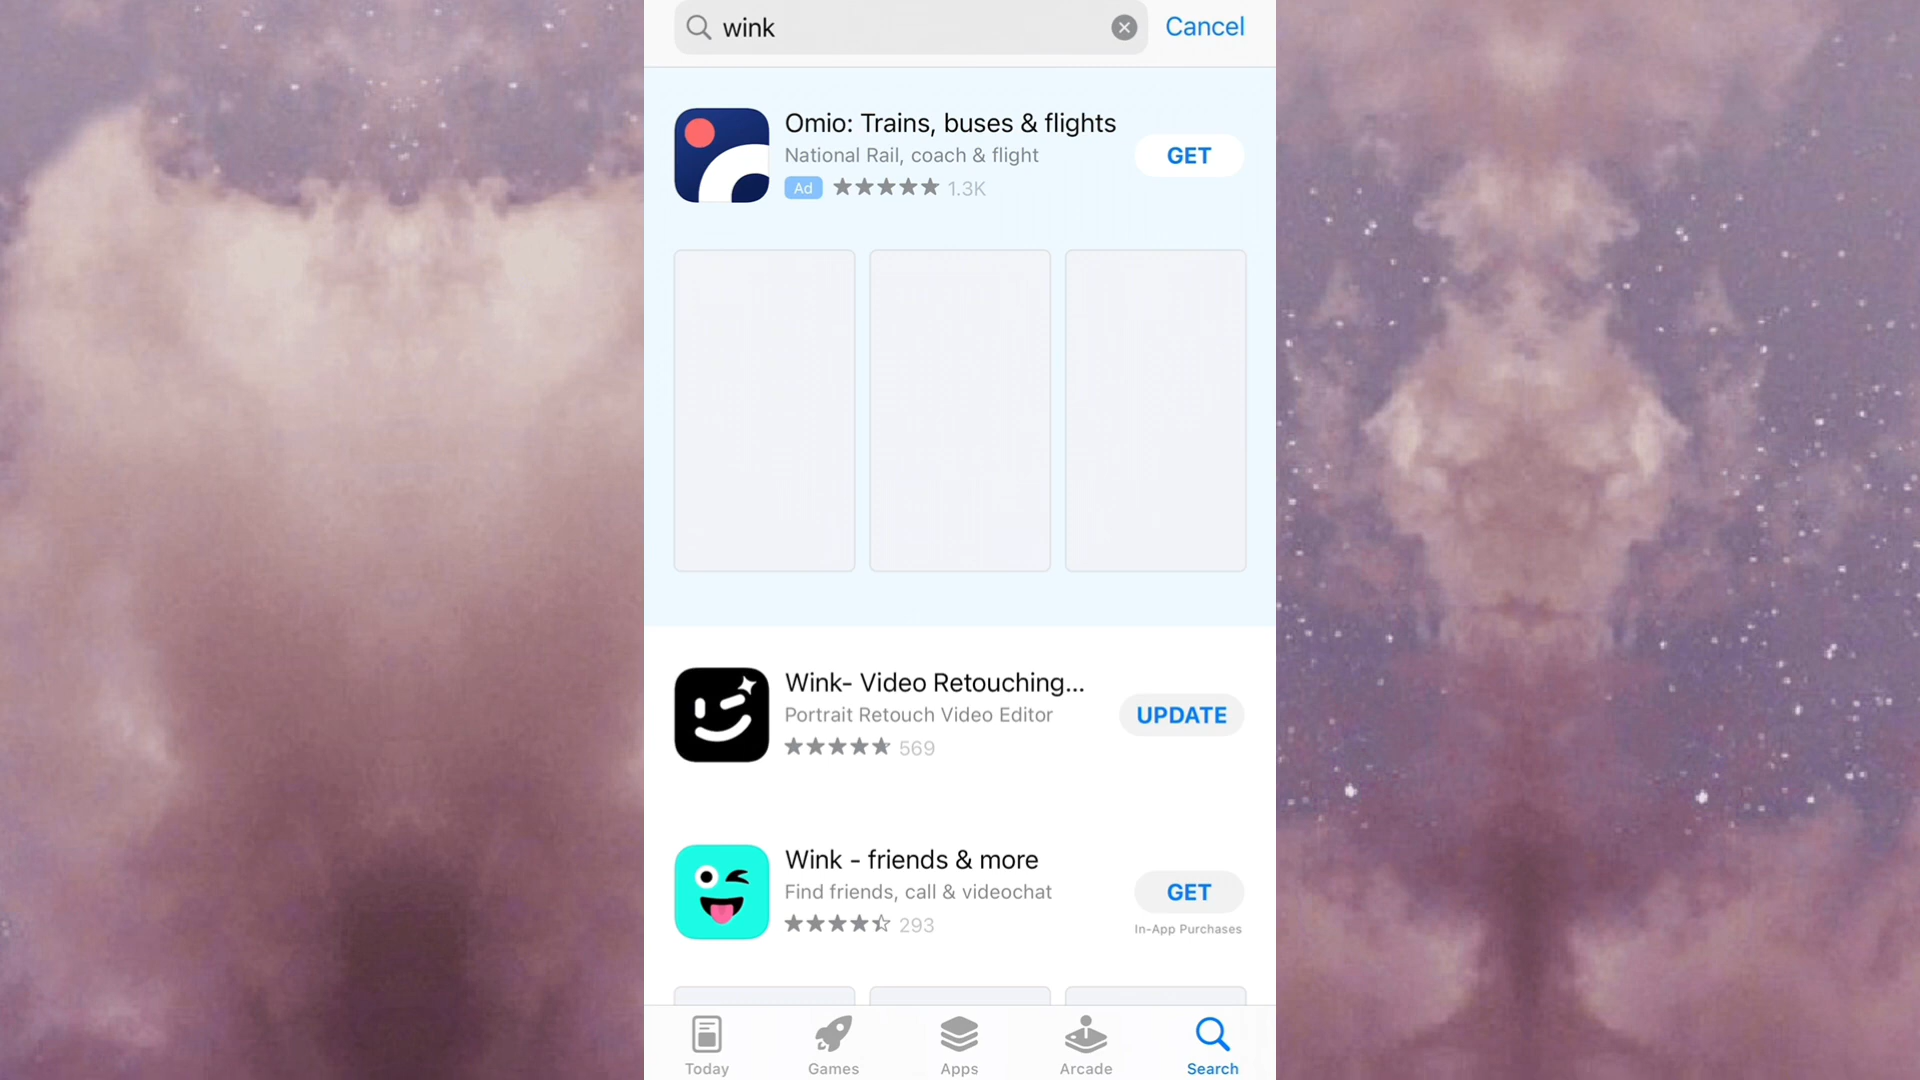 wink
Cancel
Omio: Trains, buses & flights
National Rail, coach & flight
GET
Ad
1.3K
Wink- Video Retouching...
Portrait Retouch Video Editor
UPDATE
569
Wink - friends & more
Find friends, call & videochat
GET
293
In-App Purchases
Today
Games
Apps
Arcade
Search